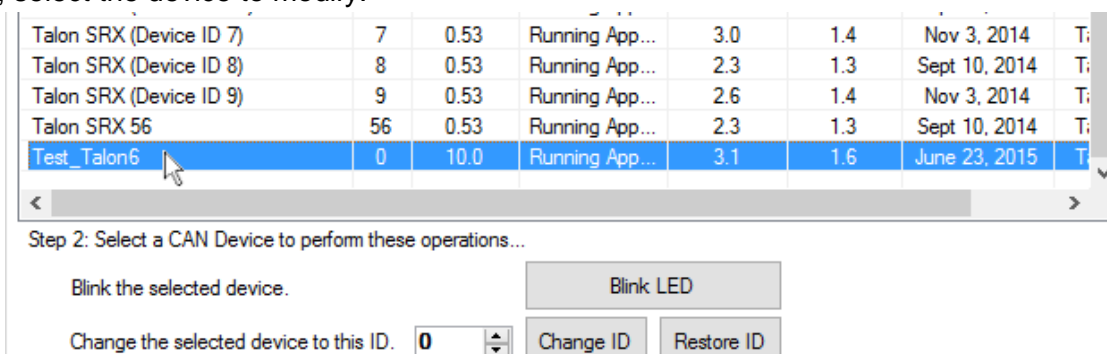 select the device to modify.
Talon SRX (Device ID 7) 7 0.53 Running App... 3.0 1.4 Nov 3, 2014
Talon SRX (Device ID 8) 8 0.53 Running App... 2.3 1.3 Sept 10, 2014
Talon SRX (Device ID 9) 9 0.53 Running App... 2.6 1.4 Nov 3, 2014
Talon SRX 56 56 0.53 Running App... 2.3 1.3 Sept 10, 2014
Test_Talon6 0 10.0 Running App... 3.1 1.6 June 23, 2015
Step 2: Select a CAN Device to perform these operations...
Blink the selected device. Blink LED
Change the selected device to this ID. 0 Change ID Restore ID